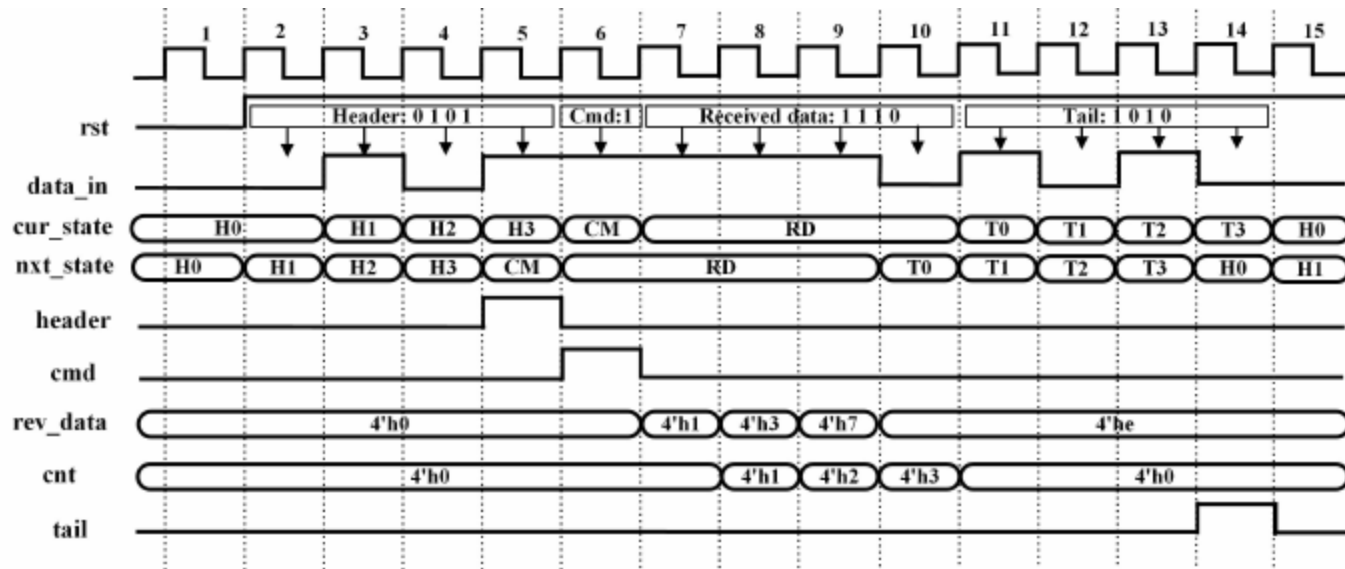 1 2 3 4 5 6 7 8 9 10 11 12 13 14 15
rst Header: 0 1 0 1 Cmd:1 Received data: 1 1 1 0 Tail: 1 0 1 0
data_in
cur_state H0 H1 H2 H3 CM RD T0 T1 T2 T3 H0
nxt_state H0 H1 H2 H3 CM RD T0 T1 T2 T3 H0 H1
header
cmd
rev_data 4'h0 4'h1 4'h3 4'h7 4'he
cnt 4'h0 4'h1 4'h2 4'h3 4'h0
tail